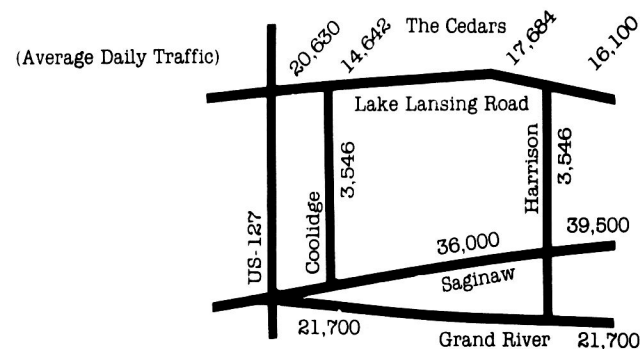 The Cedars
(Average Daily Traffic)
20,630
14,642
17,684
16,100
Lake Lansing Road
3,546
Harrison
3,546
US-127
Coolidge
36,000
39,500
Saginaw
21,700
Grand River
21,700